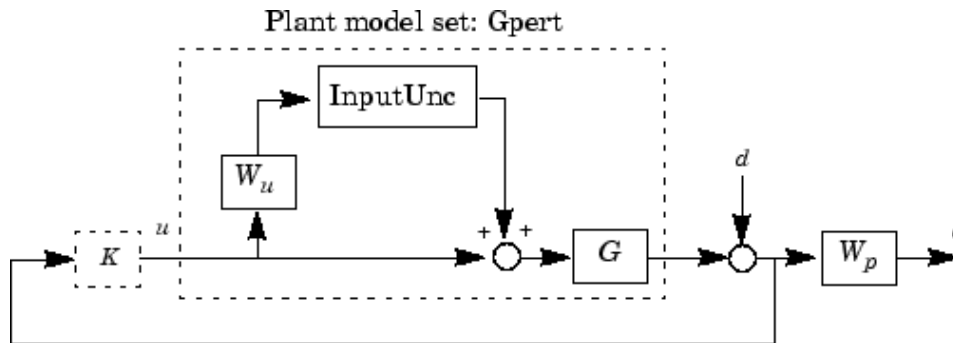 Plant model set: Gpert
InputUnc
W_u
d
u
+ +
K
G
W_p